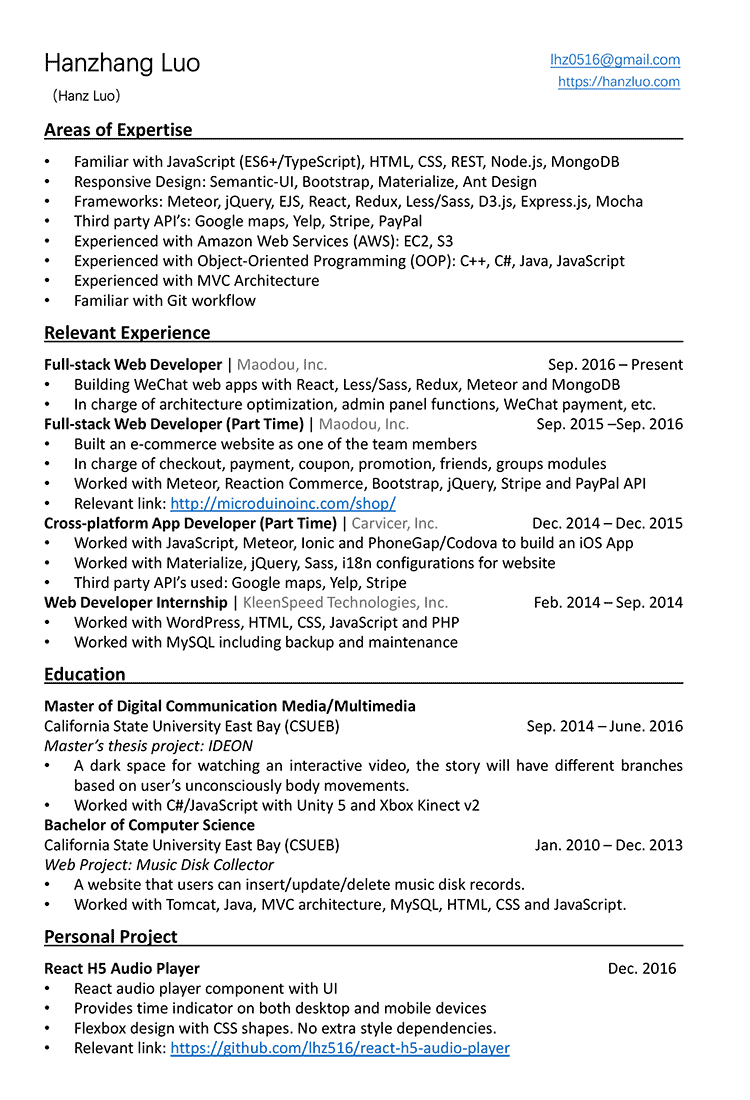 Hanzhang Luo
lhz0516@gmail.com
（Hanz Luo）
https://hanzluo.com
Areas of Expertise
• Familiar with JavaScript (ES6+/TypeScript), HTML, CSS, REST, Node.js, MongoDB
• Responsive Design: Semantic-UI, Bootstrap, Materialize, Ant Design
• Frameworks: Meteor, jQuery, EJS, React, Redux, Less/Sass, D3.js, Express.js, Mocha
• Third party API’s: Google maps, Yelp, Stripe, PayPal
• Experienced with Amazon Web Services (AWS): EC2, S3
• Experienced with Object-Oriented Programming (OOP): C++, C#, Java, JavaScript
• Experienced with MVC Architecture
• Familiar with Git workflow
Relevant Experience
Full-stack Web Developer | Maodou, Inc. Sep. 2016 – Present
• Building WeChat web apps with React, Less/Sass, Redux, Meteor and MongoDB
• In charge of architecture optimization, admin panel functions, WeChat payment, etc.
Full-stack Web Developer (Part Time) | Maodou, Inc. Sep. 2015 –Sep. 2016
• Built an e-commerce website as one of the team members
• In charge of checkout, payment, coupon, promotion, friends, groups modules
• Worked with Meteor, Reaction Commerce, Bootstrap, jQuery, Stripe and PayPal API
• Relevant link: http://microduinoinc.com/shop/
Cross-platform App Developer (Part Time) | Carvicer, Inc. Dec. 2014 – Dec. 2015
• Worked with JavaScript, Meteor, Ionic and PhoneGap/Codova to build an iOS App
• Worked with Materialize, jQuery, Sass, i18n configurations for website
• Third party API’s used: Google maps, Yelp, Stripe
Web Developer Internship | KleenSpeed Technologies, Inc. Feb. 2014 – Sep. 2014
• Worked with WordPress, HTML, CSS, JavaScript and PHP
• Worked with MySQL including backup and maintenance
Education
Master of Digital Communication Media/Multimedia
California State University East Bay (CSUEB) Sep. 2014 – June. 2016
Master’s thesis project: IDEON
• A dark space for watching an interactive video, the story will have different branches
based on user’s unconsciously body movements.
• Worked with C#/JavaScript with Unity 5 and Xbox Kinect v2
Bachelor of Computer Science
California State University East Bay (CSUEB) Jan. 2010 – Dec. 2013
Web Project: Music Disk Collector
• A website that users can insert/update/delete music disk records.
• Worked with Tomcat, Java, MVC architecture, MySQL, HTML, CSS and JavaScript.
Personal Project
React H5 Audio Player Dec. 2016
• React audio player component with UI
• Provides time indicator on both desktop and mobile devices
• Flexbox design with CSS shapes. No extra style dependencies.
• Relevant link: https://github.com/lhz516/react-h5-audio-player